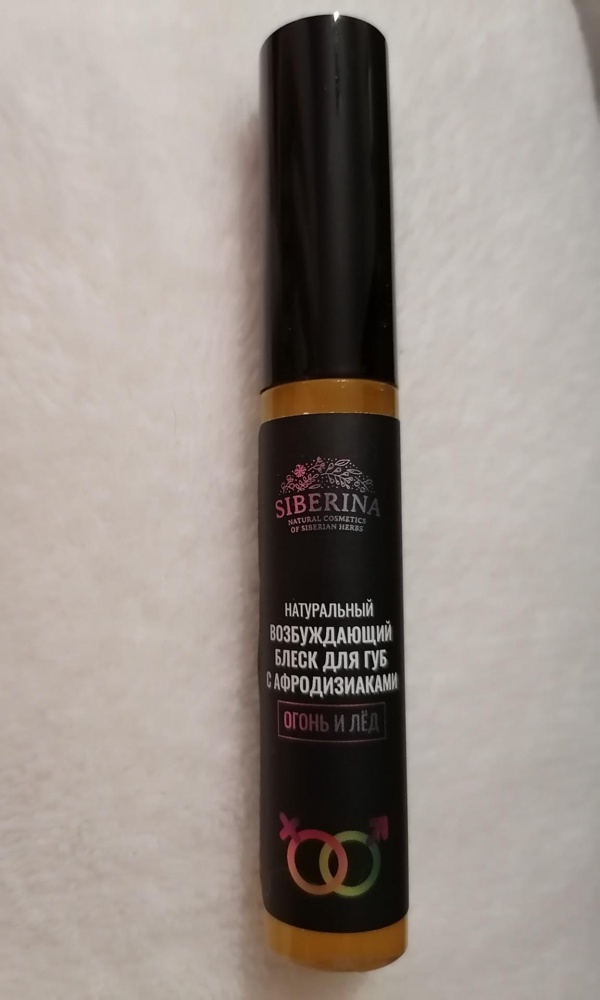 SIBERINA
NATURAL COSMETICS
OF SIBERIAN HERBS
НАТУРАЛЬНЫЙ
ВОЗБУЖДАЮЩИЙ
БЛЕСК ДЛЯ ГУБ
С АФРОДИЗИАКАМИ
ОГОНЬ И ЛЁД